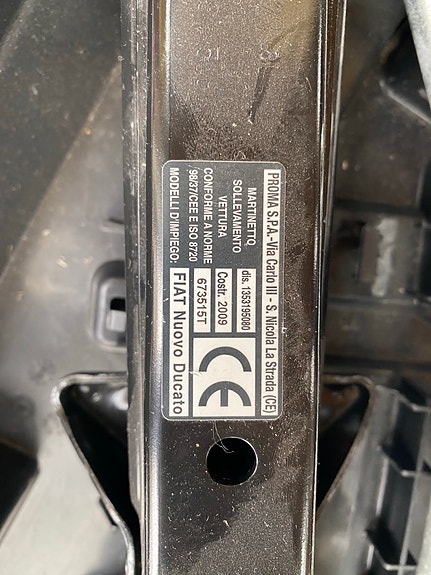 PROMA S.P.A.-Via Carlo III - S. Nicola La Strada (CE)
MARTINETTO
SOLLEVAMENTO
VETTURA
CONFORME A NORME
98/37/CEE E ISO 8720
MODELLI D'IMPIEGO:
dis. 1353195080
Costr. 2009
673515T
FIAT Nuovo Ducato
CE